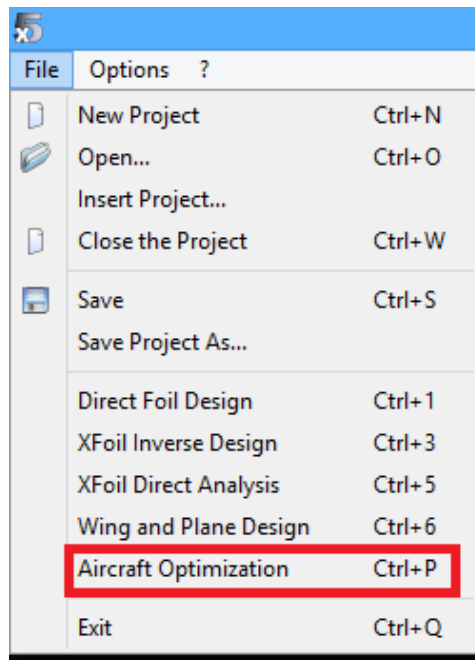 x5
File Options ?
New Project Ctrl+N
Open... Ctrl+O
Insert Project...
Close the Project Ctrl+W
Save Ctrl+S
Save Project As...
Direct Foil Design Ctrl+1
XFoil Inverse Design Ctrl+3
XFoil Direct Analysis Ctrl+5
Wing and Plane Design Ctrl+6
Aircraft Optimization Ctrl+P
Exit Ctrl+Q